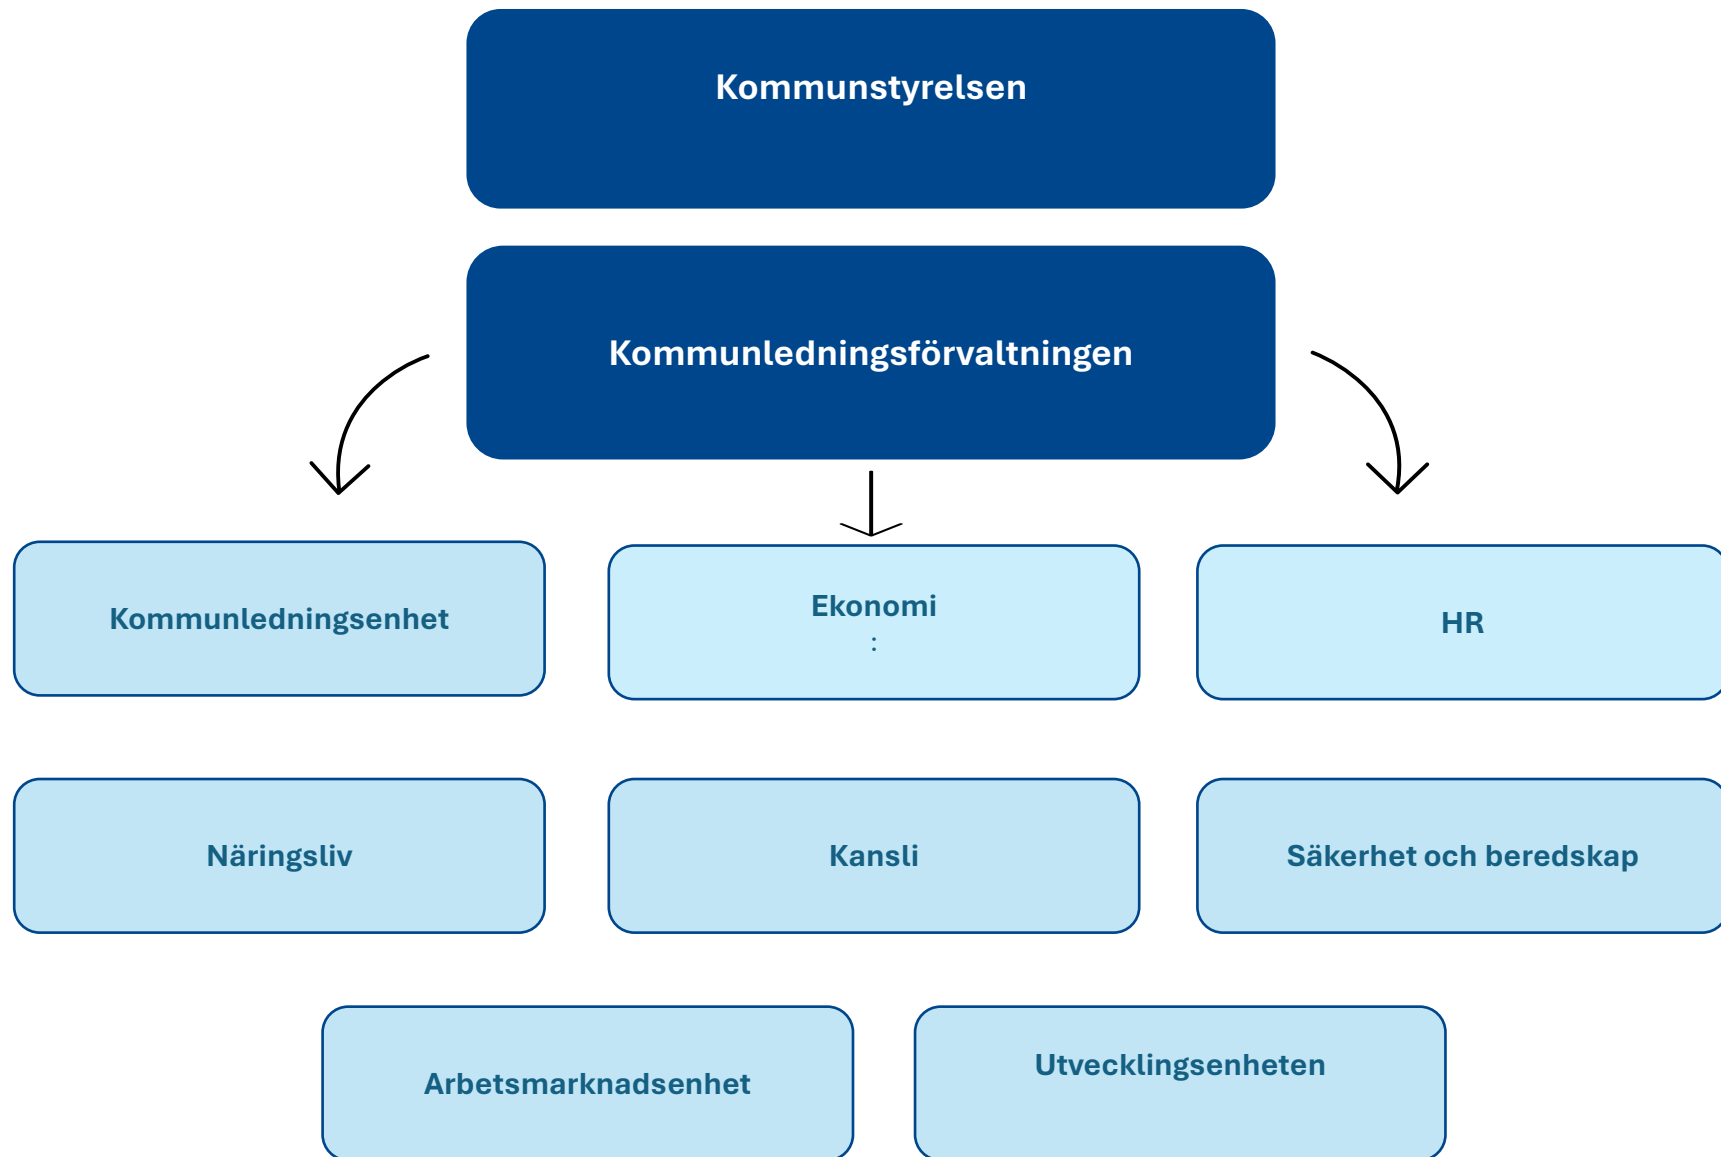 Kommunstyrelsen
Kommunledningsförvaltningen
Kommunledningsenhet
Ekonomi
:
HR
Näringsliv
Kansli
Säkerhet och beredskap
Arbetsmarknadsenhet
Utvecklingsenheten